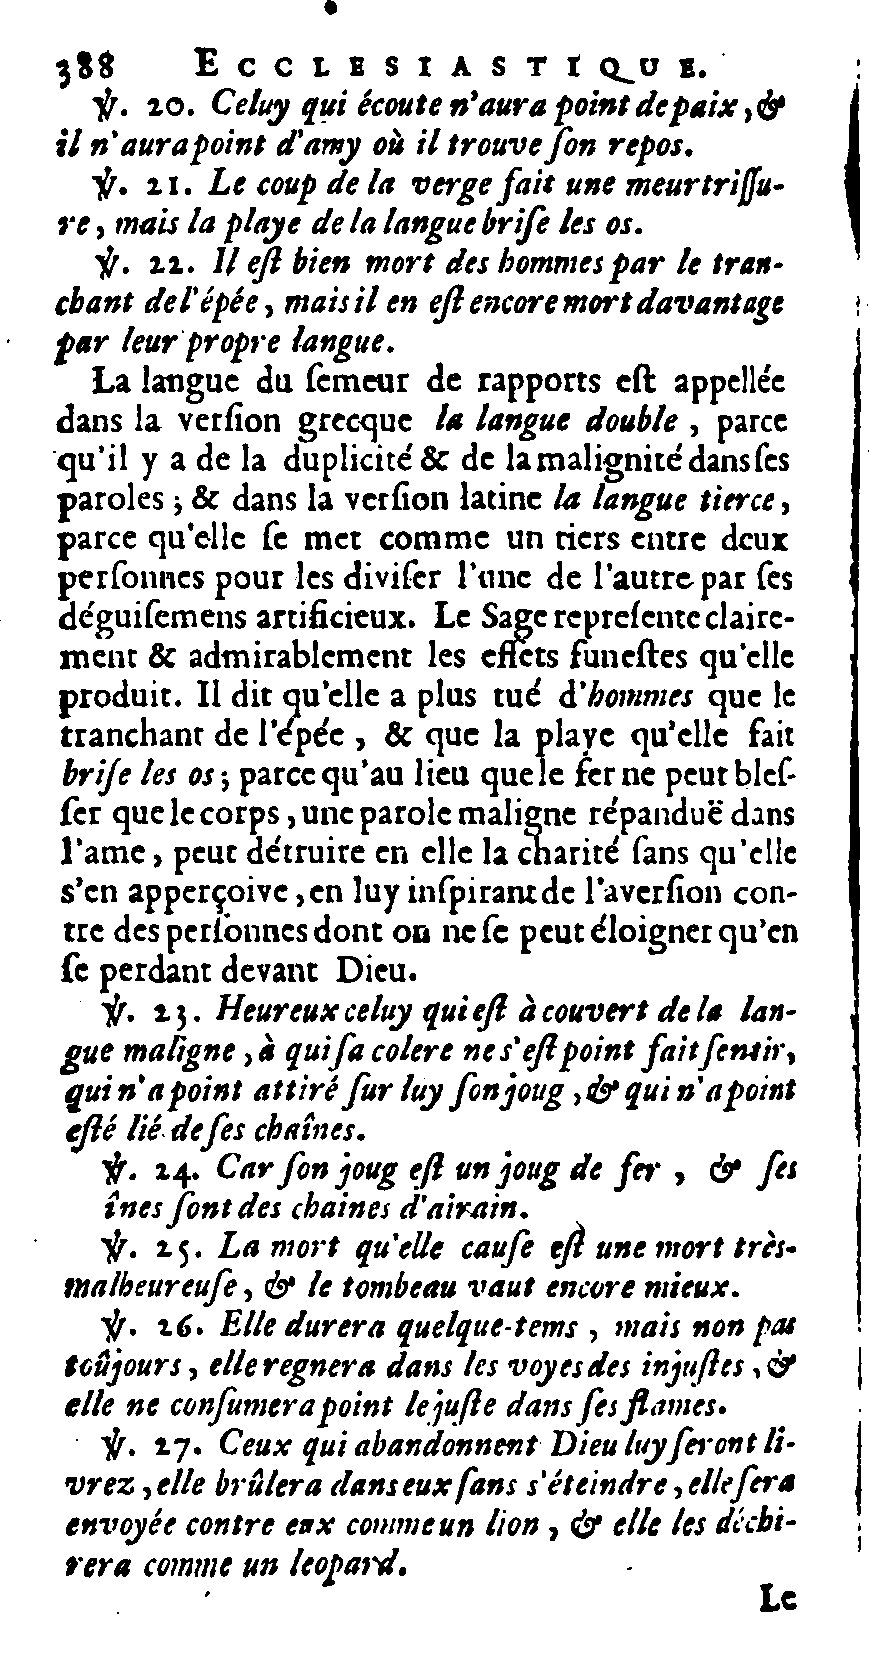 388 ECCLESIASTIQUE.
℣. 20. Celuy qui écoute n'aura point de paix, &
il n'aura point d'amy où il trouve ſon repos.
℣. 21. Le coup de la verge fait une meurtriſſu-
re, mais la playe de la langue briſe les os.
℣. 22. Il eſt bien mort des hommes par le tran-
chant de l'épée, mais il en eſt encore mort davantage
par leur propre langue.
La langue du ſemeur de rapports eſt appellée
dans la verſion grecque la langue double, parce
qu'il y a de la duplicité & de la malignité dans ſes
paroles; & dans la verſion latine la langue tierce,
parce qu'elle ſe met comme un tiers entre deux
perſonnes pour les diviſer l'une de l'autre par ſes
déguiſemens artificieux. Le Sage repreſente claire-
ment & admirablement les effets funeſtes qu'elle
produit. Il dit qu'elle a plus tué d'hommes que le
tranchant de l'épée, & que la playe qu'elle fait
briſe les os; parce qu'au lieu que le fer ne peut bleſ-
ſer que le corps, une parole maligne répanduë dans
l'ame, peut détruire en elle la charité ſans qu'elle
s'en apperçoive, en luy inſpirant de l'averſion con-
tre des perſonnes dont on ne ſe peut éloigner qu'en
ſe perdant devant Dieu.
℣. 23. Heureux celuy qui eſt à couvert de la lan-
gue maligne, à qui ſa colere ne s'eſt point fait ſentir,
qui n'a point attiré ſur luy ſon joug, & qui n'a point
eſté lié de ſes chaînes.
℣. 24. Car ſon joug eſt un joug de fer, & ſes
înes ſont des chaines d'airain.
℣. 25. La mort qu'elle cauſe eſt une mort très-
malheureuſe, & le tombeau vaut encore mieux.
℣. 26. Elle durera quelque-tems, mais non pas
toûjours, elle regnera dans les voyes des injuſtes, &
elle ne conſumera point le juſte dans ſes flames.
℣. 27. Ceux qui abandonnent Dieu luy ſeront li-
vrez, elle brûlera dans eux ſans s'éteindre, elle ſera
envoyée contre eux comme un lion, & elle les déchi-
rera comme un leopard.
Le